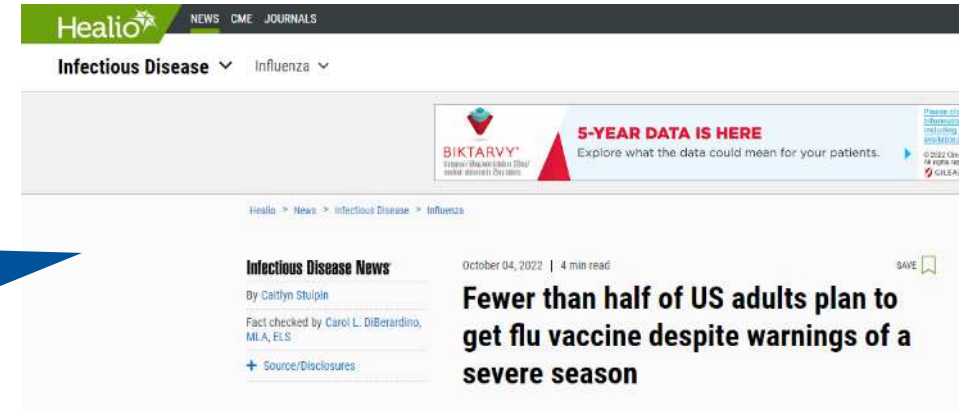 Healio
NEWS CME JOURNALS
Infectious Disease
Influenza
BIKTARVY
5-YEAR DATA IS HERE
Explore what the data could mean for your patients.
Healio > News > Infectious Disease > Influenza
Infectious Disease News
By Caitlyn Stulpin
Fact checked by Carol L. DiBerardino,
MLA, ELS
+ Source/Disclosures
October 04, 2022 | 4 min read
SAVE
Fewer than half of US adults plan to
get flu vaccine despite warnings of a
severe season